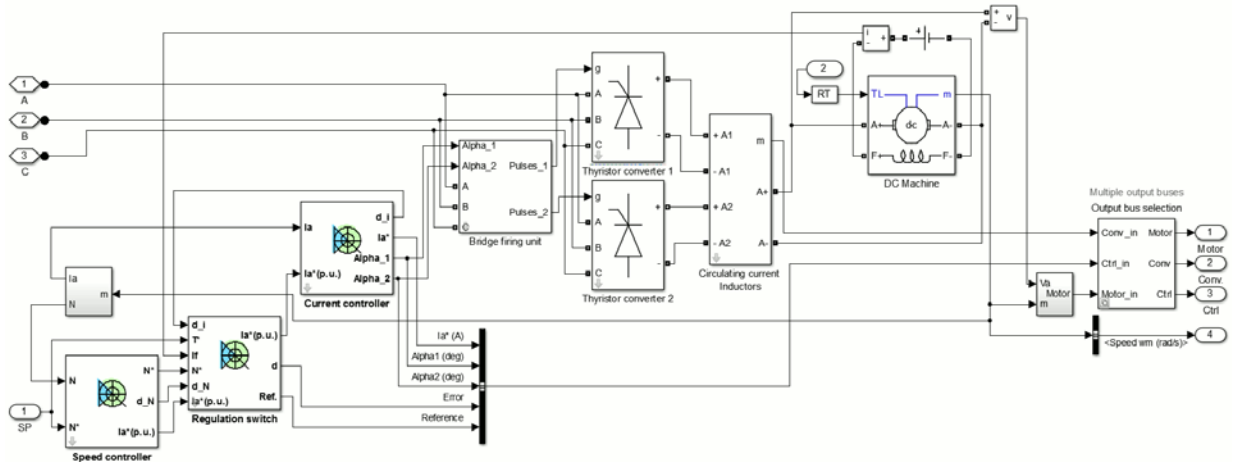 1
A
2
B
3
C
Alpha_1
Alpha_2
A
B
C
Pulses_1
Pulses_2
Bridge firing unit
g
A
B
C
+
-
Thyristor converter 1
g
A
B
C
+
-
Thyristor converter 2
+ A1
- A1
+ A2
- A2
m
A+
A-
Circulating current
Inductors
i
+
-
+
+
-
v
2
RT
TL
m
A+
dc
A-
F+
F-
DC Machine
Ia
Ia*(p.u.)
d_i
Ia*
Alpha_1
Alpha_2
Current controller
Ia
N
m
d_i
T*
If
N*
d_N
Ia*(p.u.)
Ia*(p.u.)
d
Ref.
Regulation switch
N
N*
N*
d_N
Ia*(p.u.)
Speed controller
1
SP
Ia* (A)
Alpha1 (deg)
Alpha2 (deg)
Error
Reference
Va
m
Motor
Multiple output buses
Output bus selection
Conv_in
Ctrl_in
Motor_in
Motor
Conv
Ctrl
1
Motor
2
Conv.
3
Ctrl
4
<Speed wm (rad/s)>